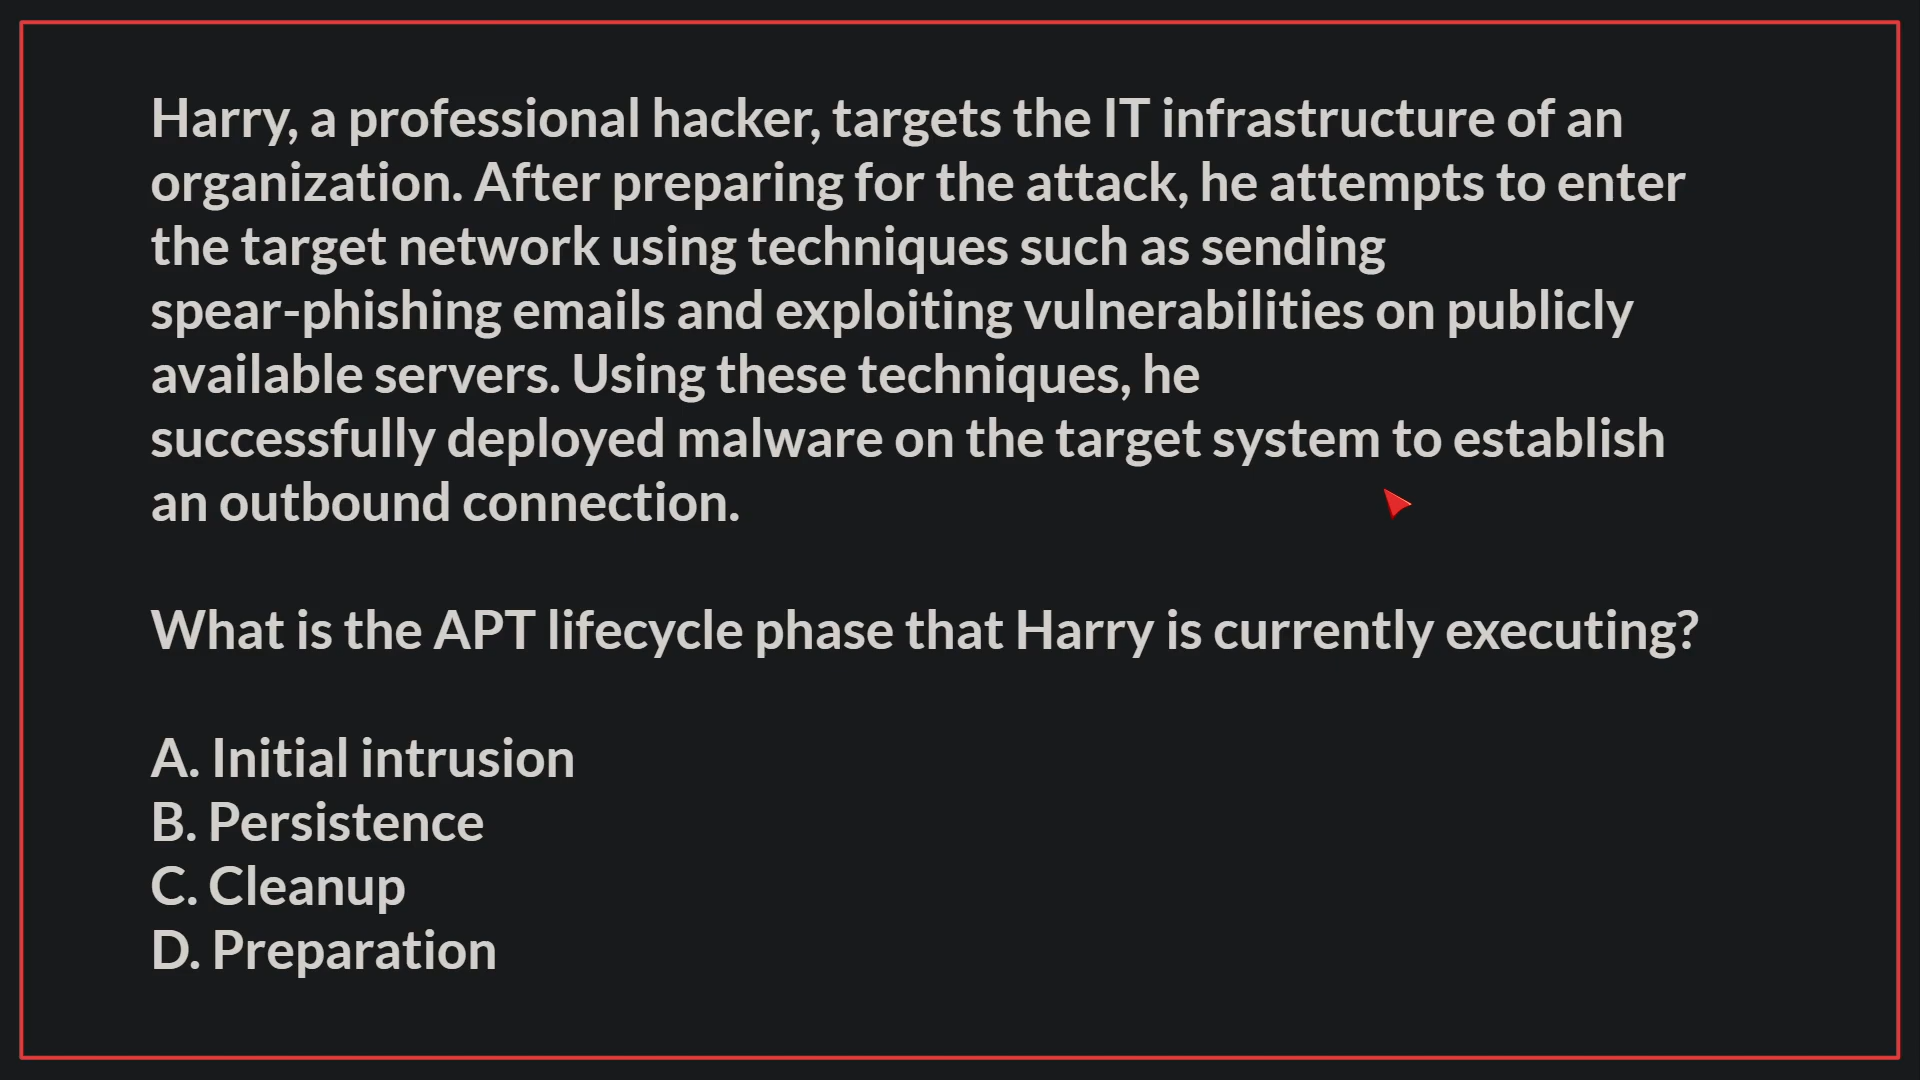 Harry, a professional hacker, targets the IT infrastructure of an
organization. After preparing for the attack, he attempts to enter
the target network using techniques such as sending
spear-phishing emails and exploiting vulnerabilities on publicly
available servers. Using these techniques, he
successfully deployed malware on the target system to establish
an outbound connection.
What is the APT lifecycle phase that Harry is currently executing?
A. Initial intrusion
B. Persistence
C. Cleanup
D. Preparation